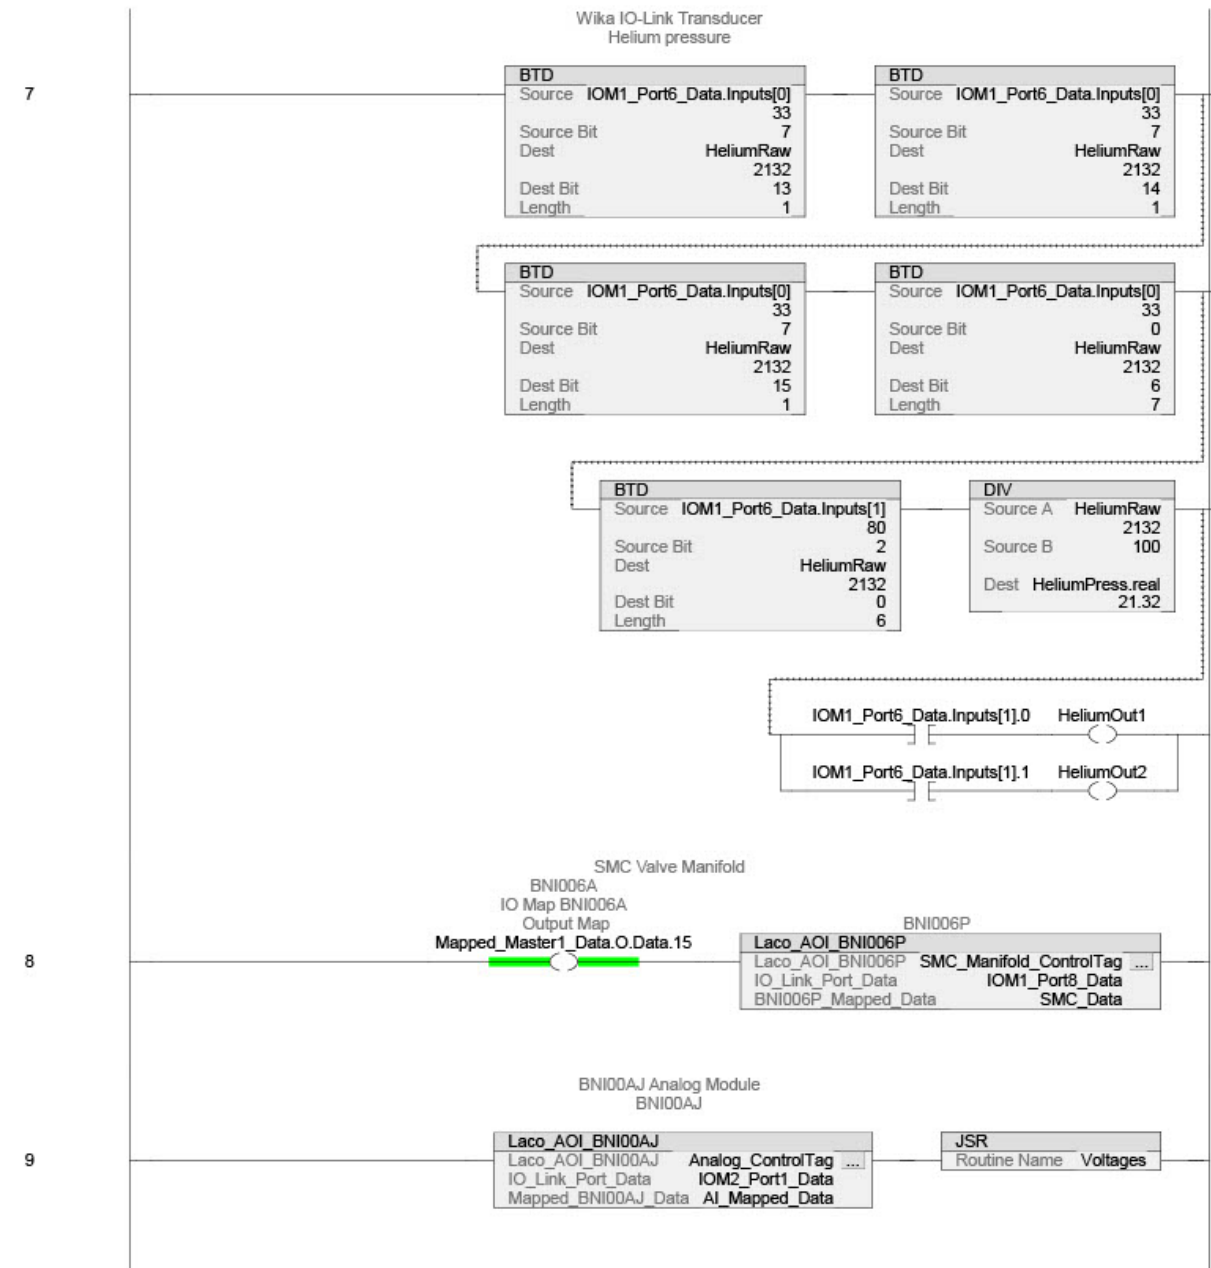 Wika IO-Link Transducer
Helium pressure
7
BTD
Source IOM1_Port6_Data.Inputs[0]
33
Source Bit 7
Dest HeliumRaw
2132
Dest Bit 13
Length 1
BTD
Source IOM1_Port6_Data.Inputs[0]
33
Source Bit 7
Dest HeliumRaw
2132
Dest Bit 14
Length 1
BTD
Source IOM1_Port6_Data.Inputs[0]
33
Source Bit 7
Dest HeliumRaw
2132
Dest Bit 15
Length 1
BTD
Source IOM1_Port6_Data.Inputs[0]
33
Source Bit 0
Dest HeliumRaw
2132
Dest Bit 6
Length 7
BTD
Source IOM1_Port6_Data.Inputs[1]
80
Source Bit 2
Dest HeliumRaw
2132
Dest Bit 0
Length 6
DIV
Source A HeliumRaw
2132
Source B 100
Dest HeliumPress.real
21.32
IOM1_Port6_Data.Inputs[1].0 HeliumOut1
IOM1_Port6_Data.Inputs[1].1 HeliumOut2
SMC Valve Manifold
BNI006A
IO Map BNI006A
Output Map
Mapped_Master1_Data.O.Data.15
8
BNI006P
Laco_AOI_BNI006P
Laco_AOI_BNI006P SMC_Manifold_ControlTag ...
IO_Link_Port_Data IOM1_Port8_Data
BNI006P_Mapped_Data SMC_Data
BNI00AJ Analog Module
BNI00AJ
9
Laco_AOI_BNI00AJ
Laco_AOI_BNI00AJ Analog_ControlTag ...
IO_Link_Port_Data IOM2_Port1_Data
Mapped_BNI00AJ_Data AI_Mapped_Data
JSR
Routine Name Voltages